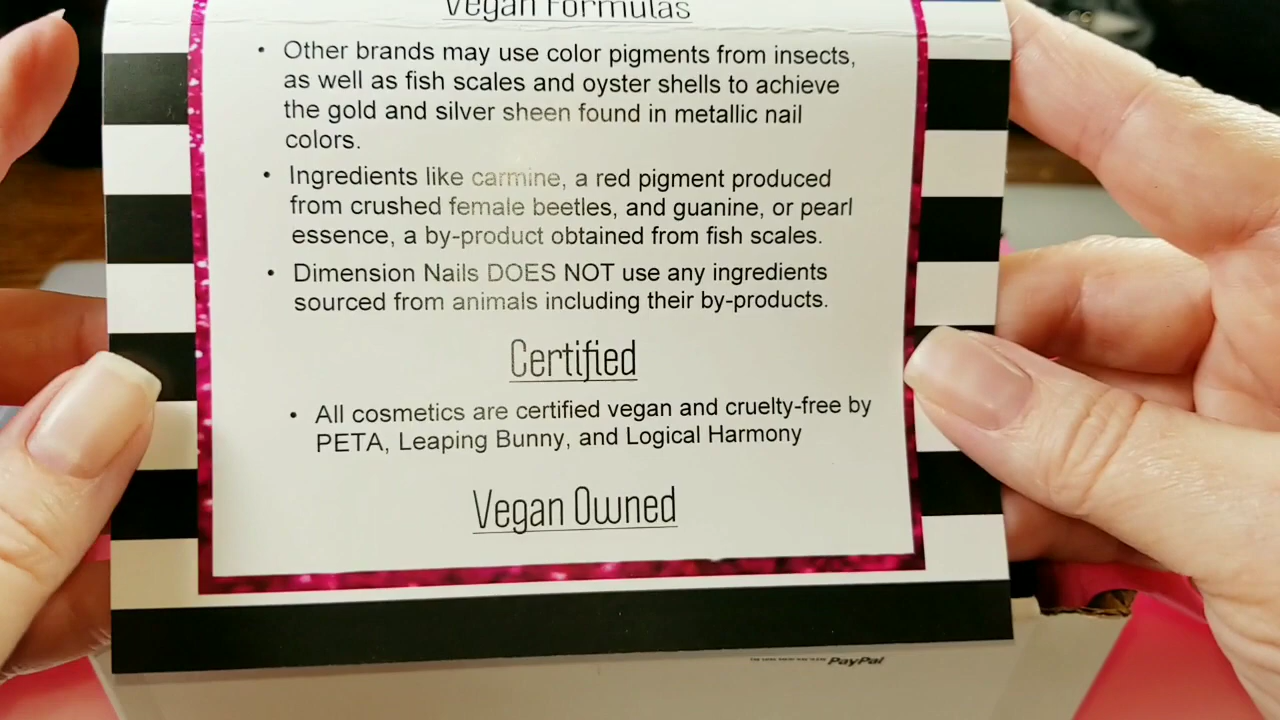 Vegan Formulas
• Other brands may use color pigments from insects,
as well as fish scales and oyster shells to achieve
the gold and silver sheen found in metallic nail
colors.
• Ingredients like carmine, a red pigment produced
from crushed female beetles, and guanine, or pearl
essence, a by-product obtained from fish scales.
• Dimension Nails DOES NOT use any ingredients
sourced from animals including their by-products.
Certified
• All cosmetics are certified vegan and cruelty-free by
PETA, Leaping Bunny, and Logical Harmony
Vegan Owned
PayPal